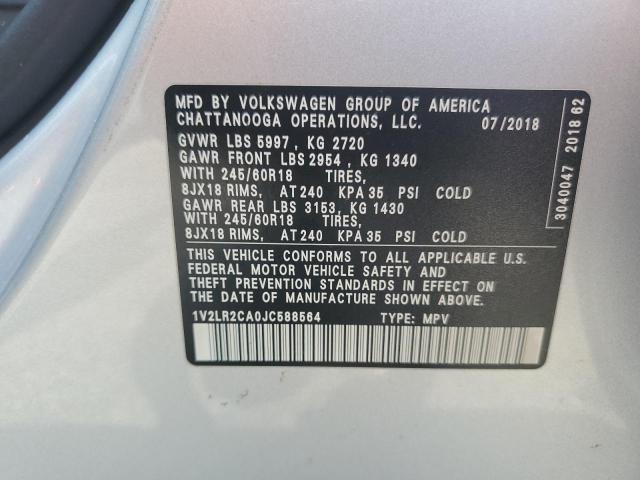 MFD BY VOLKSWAGEN GROUP OF AMERICA
CHATTANOOGA OPERATIONS, LLC. 07/2018
GVWR LBS 5997 , KG 2720
GAWR FRONT LBS 2954 , KG 1340
WITH 245/60R18 TIRES,
8JX18 RIMS, AT 240 KPA 35 PSI COLD
GAWR REAR LBS 3153, KG 1430
WITH 245/60R18 TIRES,
8JX18 RIMS, AT 240 KPA 35 PSI COLD
THIS VEHICLE CONFORMS TO ALL APPLICABLE U.S.
FEDERAL MOTOR VEHICLE SAFETY AND
THEFT PREVENTION STANDARDS IN EFFECT ON
THE DATE OF MANUFACTURE SHOWN ABOVE.
1V2LR2CA0JC588564 TYPE: MPV
3040047 2018 62